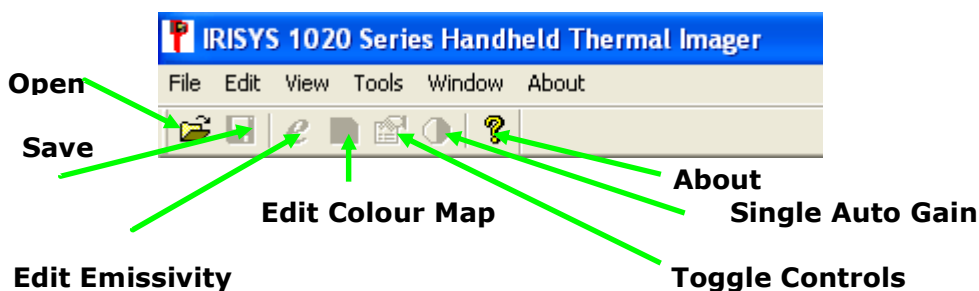 IRISYS 1020 Series Handheld Thermal Imager
File Edit View Tools Window About
Open
e ?
Save
About
Edit Colour Map Single Auto Gain
Edit Emissivity Toggle Controls